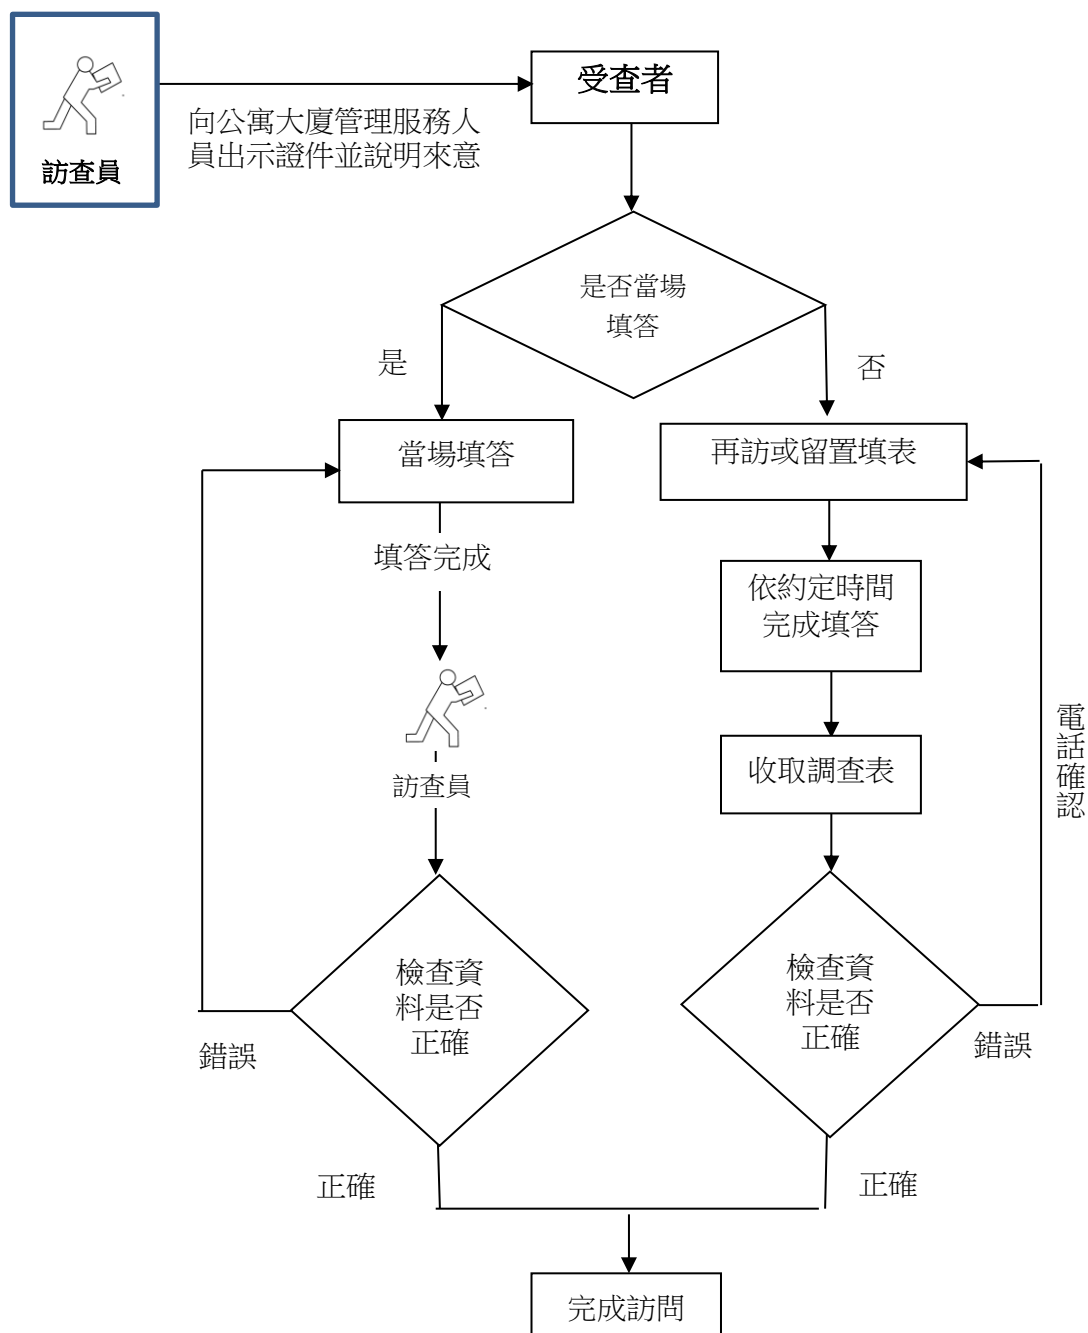 訪查員
向公寓大廈管理服務人
員出示證件並說明來意
受查者
是否當場
填答
是
否
當場填答
再訪或留置填表
填答完成
依約定時間
完成填答
訪查員
收取調查表
電話確認
檢查資
料是否
正確
檢查資
料是否
正確
錯誤
錯誤
正確
正確
完成訪問